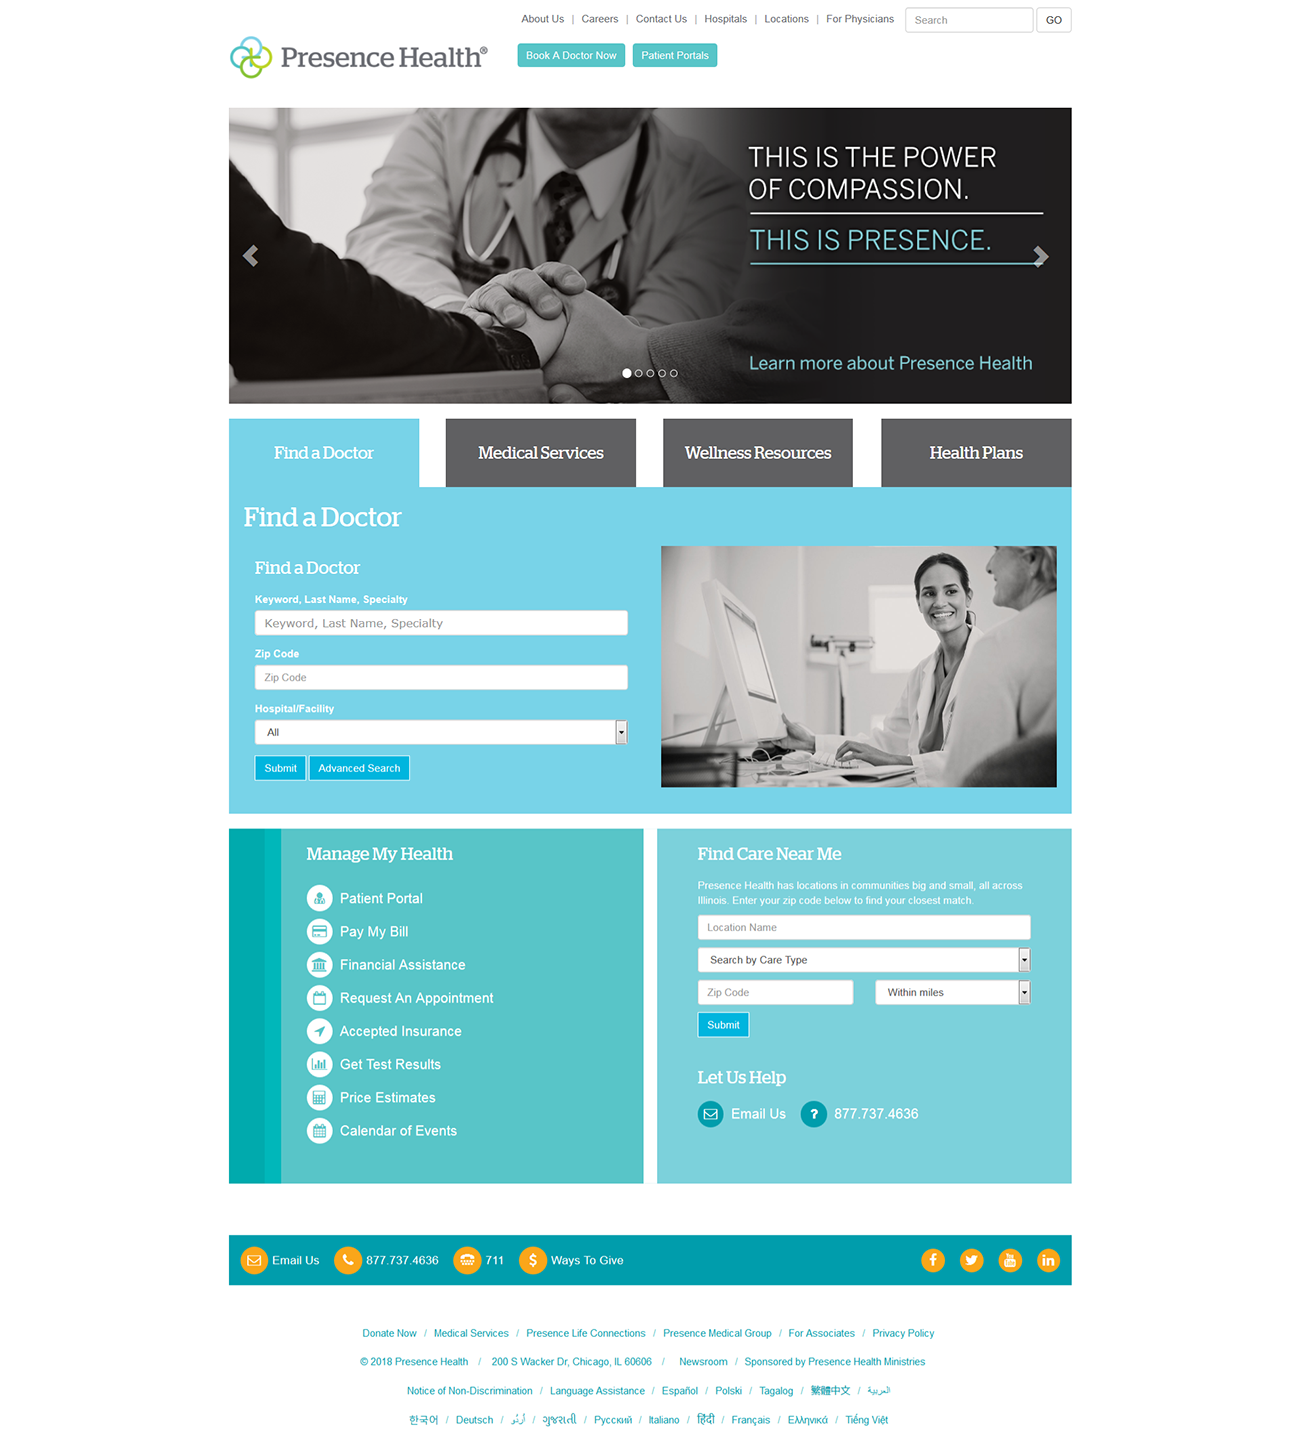 About Us | Careers | Contact Us | Hospitals | Locations | For Physicians Search GO
Presence Health®
Book A Doctor Now Patient Portals
THIS IS THE POWER
OF COMPASSION.
THIS IS PRESENCE.
Learn more about Presence Health
Find a Doctor Medical Services Wellness Resources Health Plans
Find a Doctor
Find a Doctor
Keyword, Last Name, Specialty
Keyword, Last Name, Specialty
Zip Code
Zip Code
Hospital/Facility
All
Submit Advanced Search
Manage My Health
Patient Portal
Pay My Bill
Financial Assistance
Request An Appointment
Accepted Insurance
Get Test Results
Price Estimates
Calendar of Events
Find Care Near Me
Presence Health has locations in communities big and small, all across
Illinois. Enter your zip code below to find your closest match.
Location Name
Search by Care Type
Zip Code Within miles
Submit
Let Us Help
Email Us ? 877.737.4636
Email Us 877.737.4636 711 $ Ways To Give f You Tube in
Donate Now / Medical Services / Presence Life Connections / Presence Medical Group / For Associates / Privacy Policy
© 2018 Presence Health / 200 S Wacker Dr, Chicago, IL 60606 / Newsroom / Sponsored by Presence Health Ministries
Notice of Non-Discrimination / Language Assistance / Español / Polski / Tagalog / 繁體中文 / العربية
한국어 / Deutsch / اُردُو / ગુજરાતી / Русский / Italiano / हिंदी / Français / Ελληνικά / Tiếng Việt